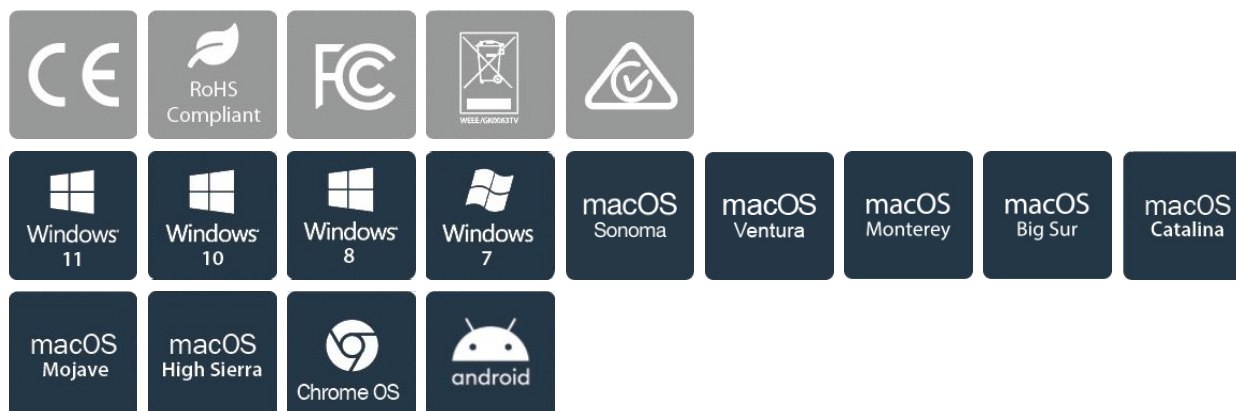 CE
RoHS
Compliant
FC
WEEE/GK0083TV
Windows
11
Windows
10
Windows
8
Windows
7
macOS
Sonoma
macOS
Ventura
macOS
Monterey
macOS
Big Sur
macOS
Catalina
macOS
Mojave
macOS
High Sierra
Chrome OS
android